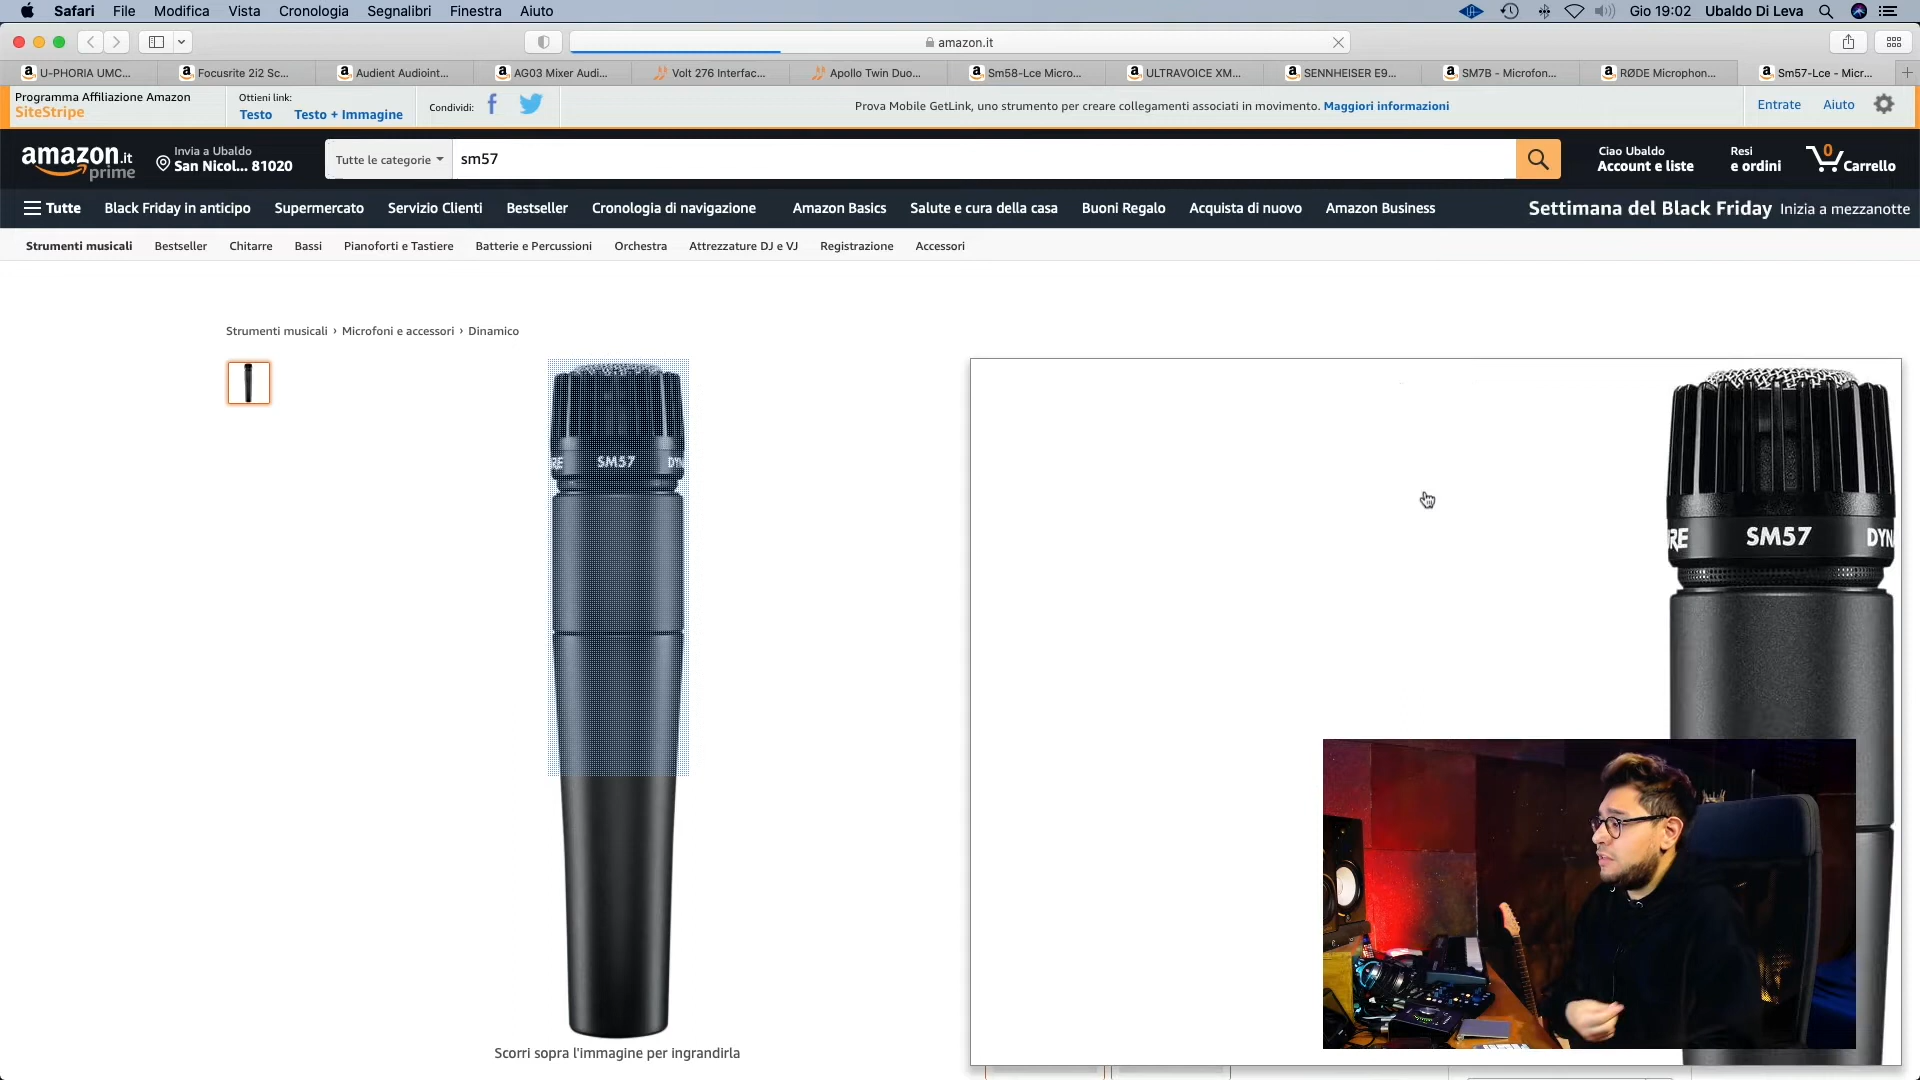 Safari File Modifica Vista Cronologia Segnalibri Finestra Aiuto Gio 19:02 Ubaldo Di Leva
amazon.it
U-PHORIA UMC... Focusrite 2i2 Sc... Audient Audioint... AG03 Mixer Audi... Volt 276 Interfac... Apollo Twin Duo... Sm58-Lce Micro... ULTRAVOICE XM... SENNHEISER E9... SM7B - Microfon... RØDE Microphon... Sm57-Lce - Micr...
Programma Affiliazione Amazon
SiteStripe
Ottieni link:
Testo Testo + Immagine
Condividi:
Prova Mobile GetLink, uno strumento per creare collegamenti associati in movimento. Maggiori informazioni
Entrate Aiuto
amazon.it
prime
Invia a Ubaldo
San Nicol... 81020
Tutte le categorie
sm57
Ciao Ubaldo
Account e liste
Resi
e ordini
0
Carrello
Tutte Black Friday in anticipo Supermercato Servizio Clienti Bestseller Cronologia di navigazione Amazon Basics Salute e cura della casa Buoni Regalo Acquista di nuovo Amazon Business Settimana del Black Friday Inizia a mezzanotte
Strumenti musicali Bestseller Chitarre Bassi Pianoforti e Tastiere Batterie e Percussioni Orchestra Attrezzature DJ e VJ Registrazione Accessori
Strumenti musicali › Microfoni e accessori › Dinamico
RE SM57 DYN
RE SM57 DYN
Scorri sopra l'immagine per ingrandirla